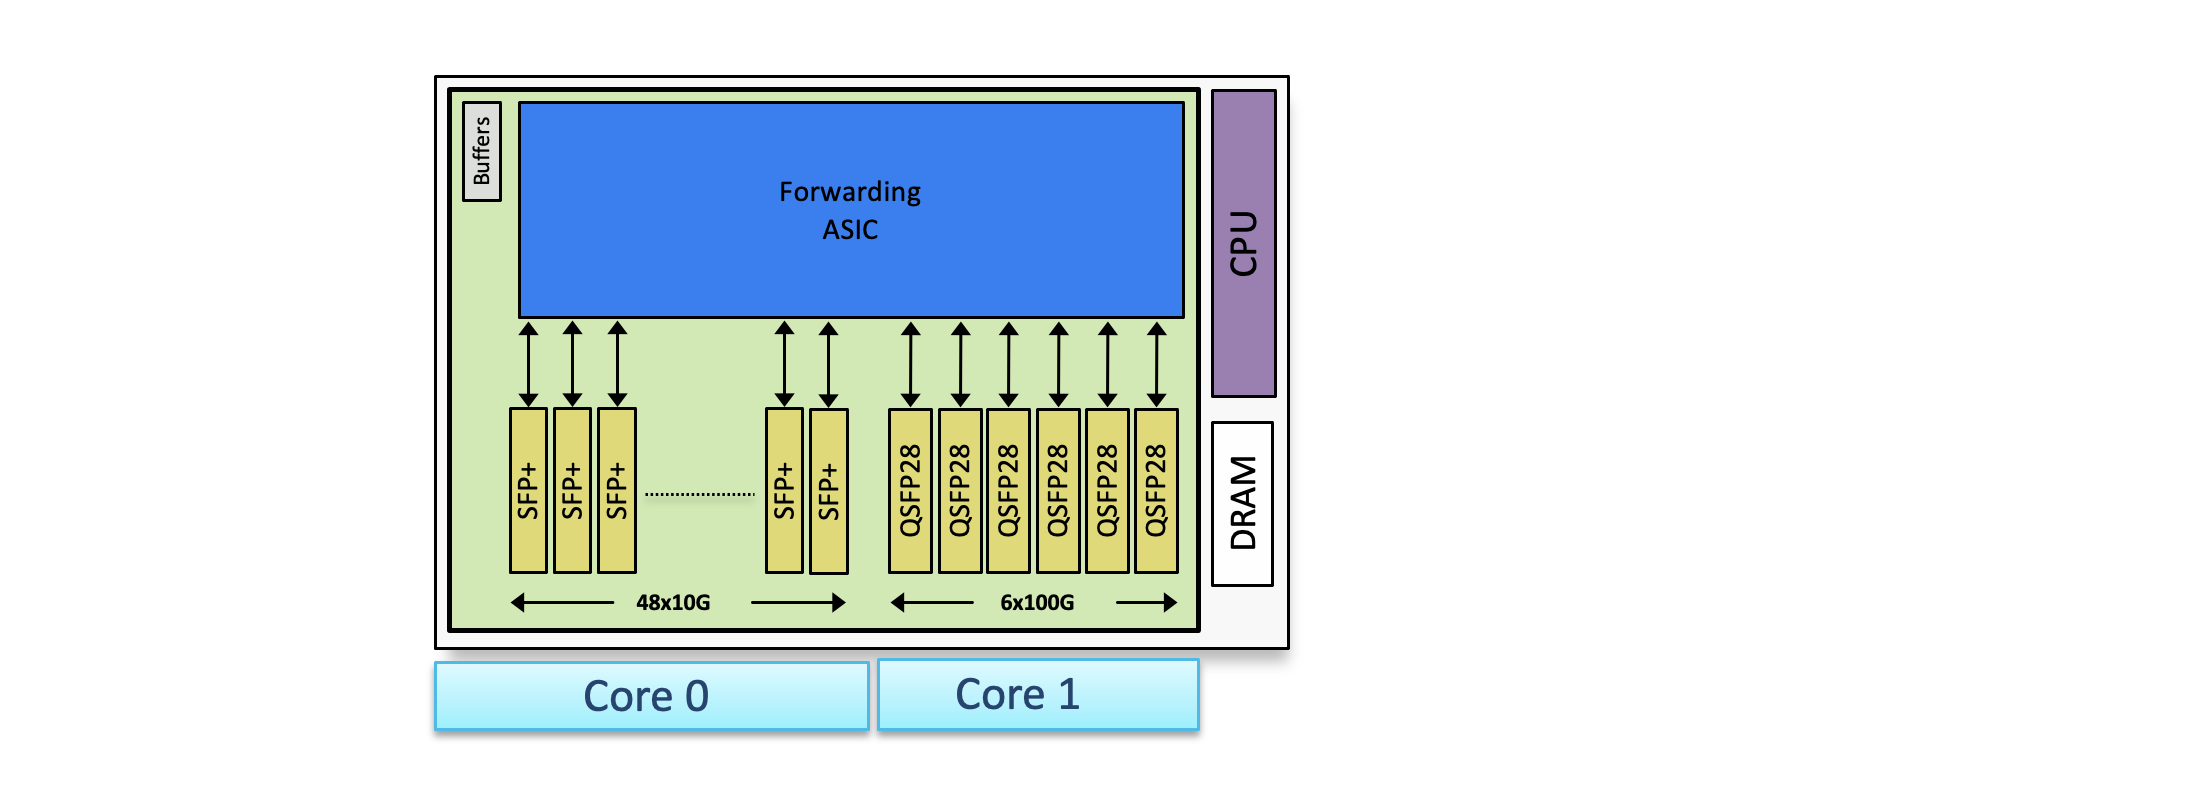 Buffers
Forwarding
ASIC
CPU
SFP+
SFP+
SFP+
SFP+
SFP+
QSFP28
QSFP28
QSFP28
QSFP28
QSFP28
QSFP28
DRAM
48x10G
6x100G
Core 0
Core 1